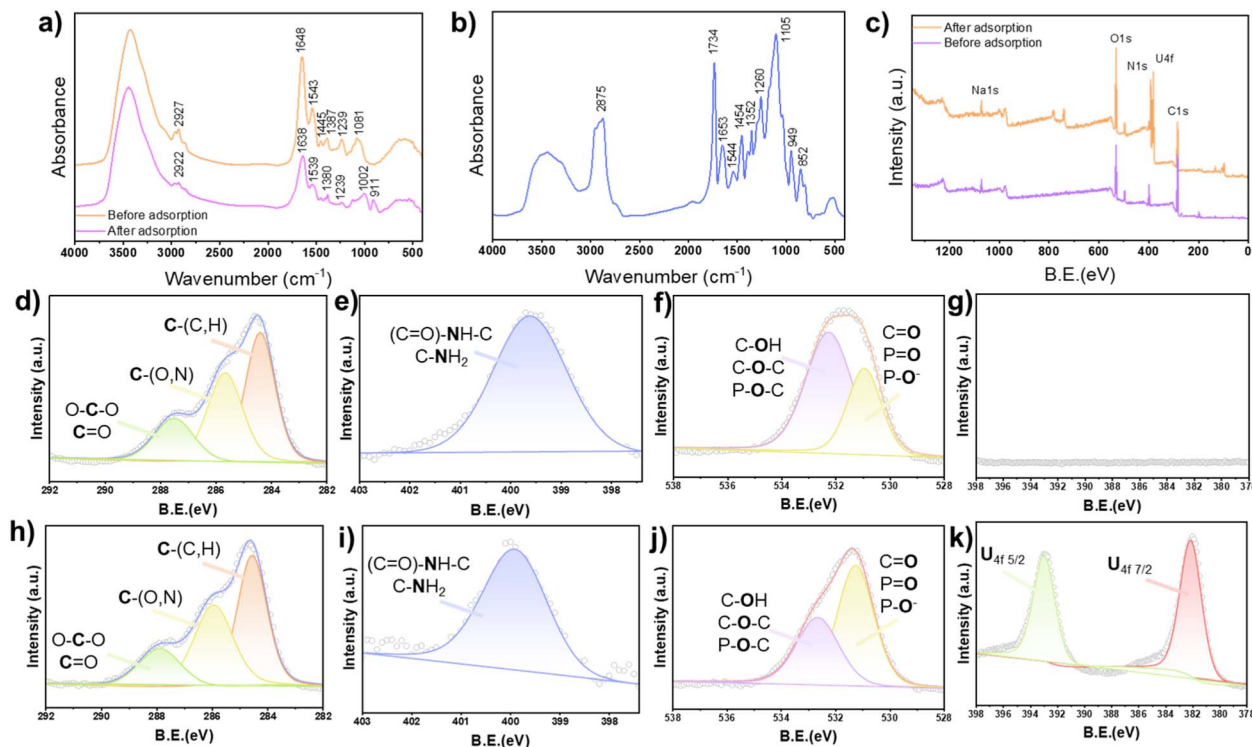 a)
Absorbance
2927
2922
1648
1638
1543
1539
1445
1387
1380
1239
1239
1081
1002
911
Before adsorption
After adsorption
4000 3500 3000 2500 2000 1500 1000 500
Wavenumber (cm⁻¹)
b)
Absorbance
2875
1734
1653
1544
1454
1352
1260
1105
949
852
4000 3500 3000 2500 2000 1500 1000 500
Wavenumber (cm⁻¹)
c)
Intensity (a.u.)
After adsorption
Before adsorption
O1s
N1s
U4f
Na1s
C1s
1200 1000 800 600 400 200 0
B.E.(eV)
d)
Intensity (a.u.)
C-(C,H)
C-(O,N)
O-C-O
C=O
292 290 288 286 284 282
B.E.(eV)
e)
Intensity (a.u.)
(C=O)-NH-C
C-NH₂
403 402 401 400 399 398
B.E.(eV)
f)
Intensity (a.u.)
C-OH
C-O-C
P-O-C
C=O
P=O
P-O⁻
538 536 534 532 530 528
B.E.(eV)
g)
Intensity (a.u.)
398 396 394 392 390 388 386 384 382 380 378
B.E.(eV)
h)
Intensity (a.u.)
C-(C,H)
C-(O,N)
O-C-O
C=O
292 290 288 286 284 282
B.E.(eV)
i)
Intensity (a.u.)
(C=O)-NH-C
C-NH₂
403 402 401 400 399 398
B.E.(eV)
j)
Intensity (a.u.)
C-OH
C-O-C
P-O-C
C=O
P=O
P-O⁻
538 536 534 532 530 528
B.E.(eV)
k)
Intensity (a.u.)
U4f 5/2
U4f 7/2
398 396 394 392 390 388 386 384 382 380 378
B.E.(eV)